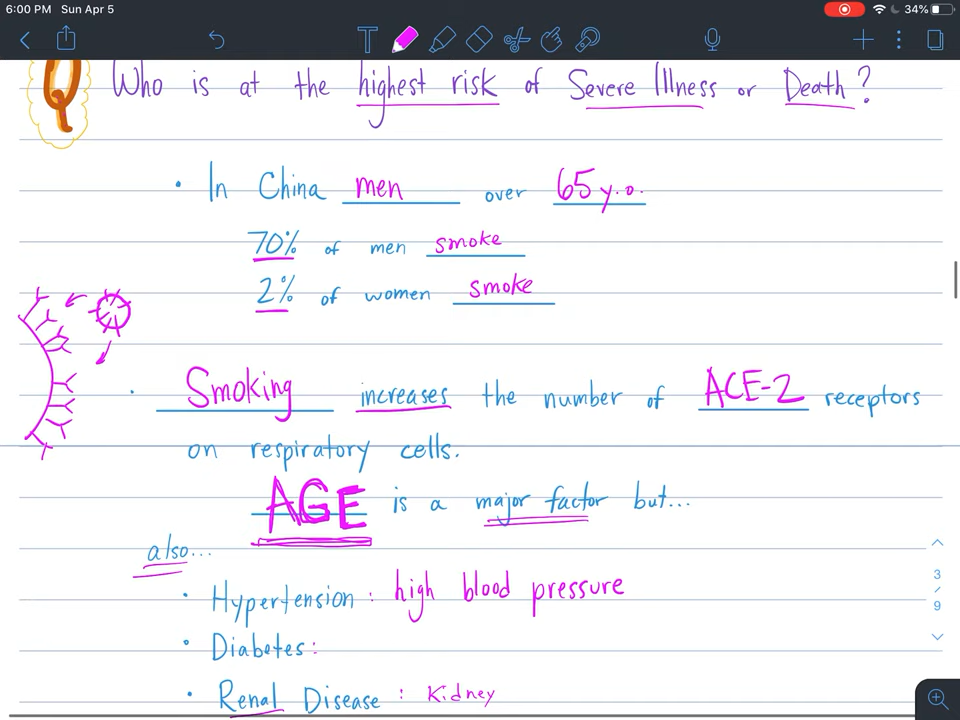 6:00 PM Sun Apr 5
34%
T
Q Who is at the highest risk of Severe Illness or Death?
• In China men over 65 y.o.
70% of men smoke
2% of women smoke
• Smoking increases the number of ACE-2 receptors
on respiratory cells.
AGE is a major factor but...
also...
• Hypertension: high blood pressure
• Diabetes:
• Renal Disease: Kidney
3
/
9